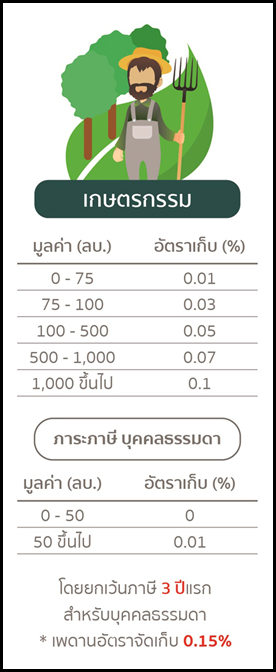 เกษตรกรรม
มูลค่า (ลบ.) อัตราเก็บ (%)
0 - 75 0.01
75 - 100 0.03
100 - 500 0.05
500 - 1,000 0.07
1,000 ขึ้นไป 0.1
ภาระภาษี บุคคลธรรมดา
มูลค่า (ลบ.) อัตราเก็บ (%)
0 - 50 0
50 ขึ้นไป 0.01
โดยยกเว้นภาษี 3 ปีแรก
สำหรับบุคคลธรรมดา
* เพดานอัตราจัดเก็บ 0.15%